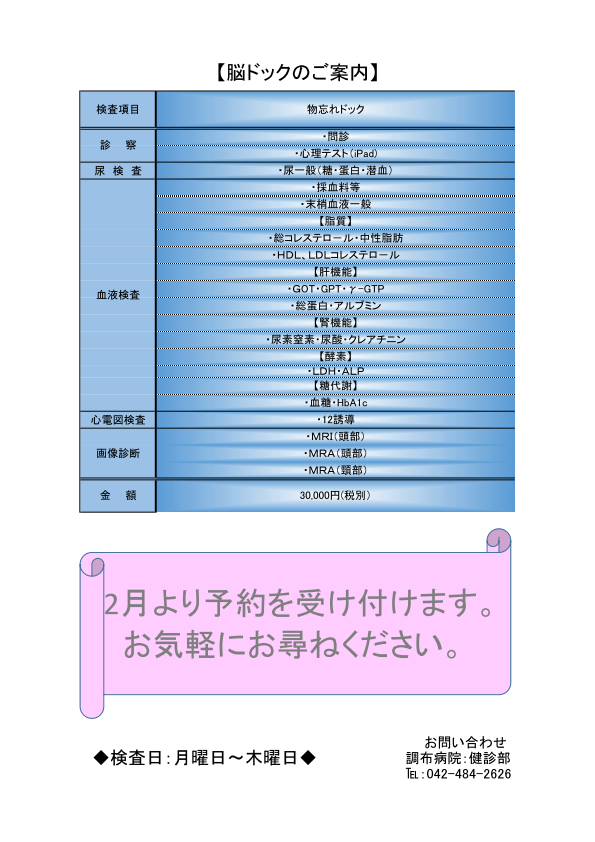 【脳ドックのご案内】
検査項目 物忘れドック
診　察 ・問診
・心理テスト(iPad)
尿 検 査 ・尿一般(糖・蛋白・潜血)
血液検査 ・採血料等
・末梢血液一般
【脂質】
・総コレステロール・中性脂肪
・HDL、LDLコレステロール
【肝機能】
・GOT・GPT・γ-GTP
・総蛋白・アルブミン
【腎機能】
・尿素窒素・尿酸・クレアチニン
【酵素】
・LDH・ALP
【糖代謝】
・血糖・HbA1c
心電図検査 ・12誘導
画像診断 ・MRI(頭部)
・MRA(頭部)
・MRA(頸部)
金　額 30,000円(税別)
2月より予約を受け付けます。
お気軽にお尋ねください。
◆検査日:月曜日～木曜日◆
お問い合わせ
調布病院:健診部
℡:042-484-2626